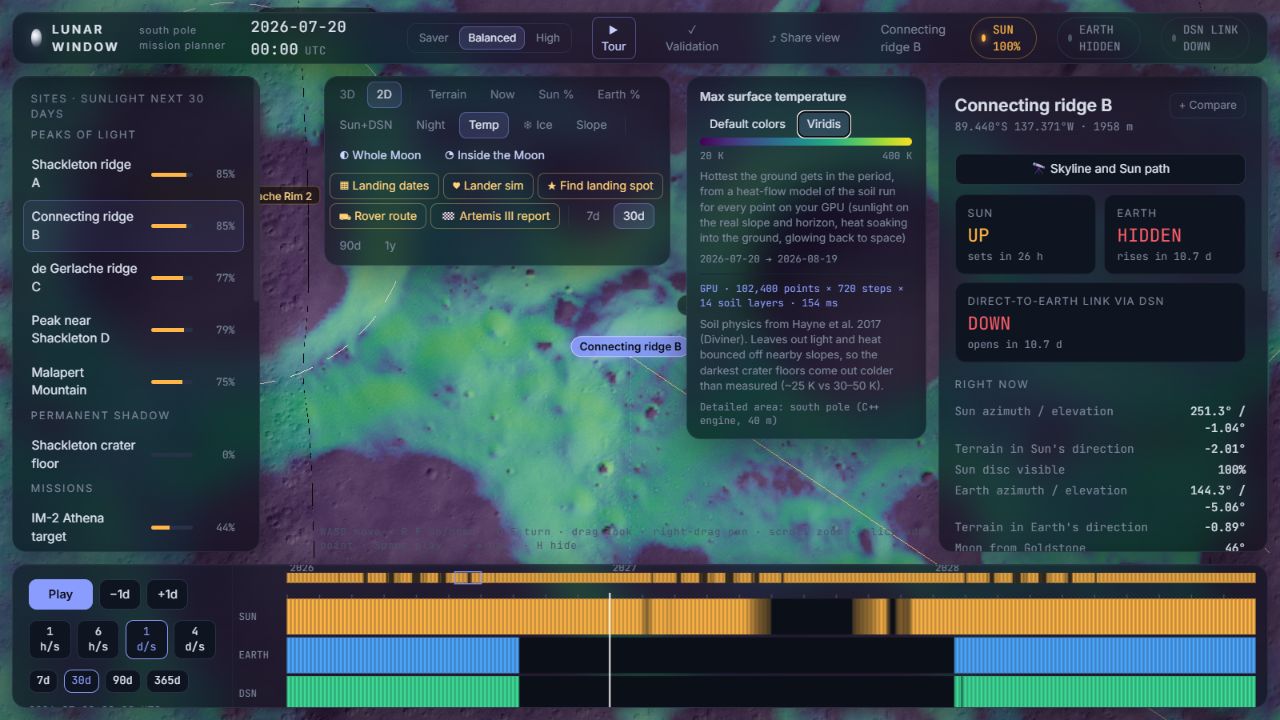 LUNAR WINDOW
south pole mission planner
2026-07-20
00:00 UTC
Saver Balanced High
▶ Tour
✓ Validation
⤴ Share view
Connecting ridge B
SUN 100%
EARTH HIDDEN
DSN LINK DOWN
SITES · SUNLIGHT NEXT 30 DAYS
PEAKS OF LIGHT
Shackleton ridge A 85%
Connecting ridge B 85%
de Gerlache ridge C 77%
Peak near Shackleton D 79%
Malapert Mountain 75%
PERMANENT SHADOW
Shackleton crater floor 0%
MISSIONS
IM-2 Athena target 44%
3D 2D Terrain Now Sun % Earth %
Sun+DSN Night Temp ❄ Ice Slope
◐ Whole Moon ◔ Inside the Moon
▦ Landing dates ♥ Lander sim ★ Find landing spot
Rover route Artemis III report 7d 30d
90d 1y
ache Rim 2
Connecting ridge B
Max surface temperature
Default colors Viridis
20 K 400 K
Hottest the ground gets in the period,
from a heat-flow model of the soil run
for every point on your GPU (sunlight on
the real slope and horizon, heat soaking
into the ground, glowing back to space)
2026-07-20 → 2026-08-19
GPU · 102,400 points × 720 steps ×
14 soil layers · 154 ms
Soil physics from Hayne et al. 2017
(Diviner). Leaves out light and heat
bounced off nearby slopes, so the
darkest crater floors come out colder
than measured (~25 K vs 30–50 K).
Detailed area: south pole (C++
engine, 40 m)
Connecting ridge B
+ Compare
89.440°S 137.371°W · 1958 m
Skyline and Sun path
SUN
UP
sets in 26 h
EARTH
HIDDEN
rises in 10.7 d
DIRECT-TO-EARTH LINK VIA DSN
DOWN
opens in 10.7 d
RIGHT NOW
Sun azimuth / elevation 251.3° / -1.04°
Terrain in Sun's direction -2.01°
Sun disc visible 100%
Earth azimuth / elevation 144.3° / -5.06°
Terrain in Earth's direction -0.89°
Moon from Goldstone 46°
turn · drag look · right-drag pan · scroll zoom
H hide
Play −1d +1d
1 h/s 6 h/s 1 d/s 4 d/s
7d 30d 90d 365d
2026 2027 2028
SUN
EARTH
DSN